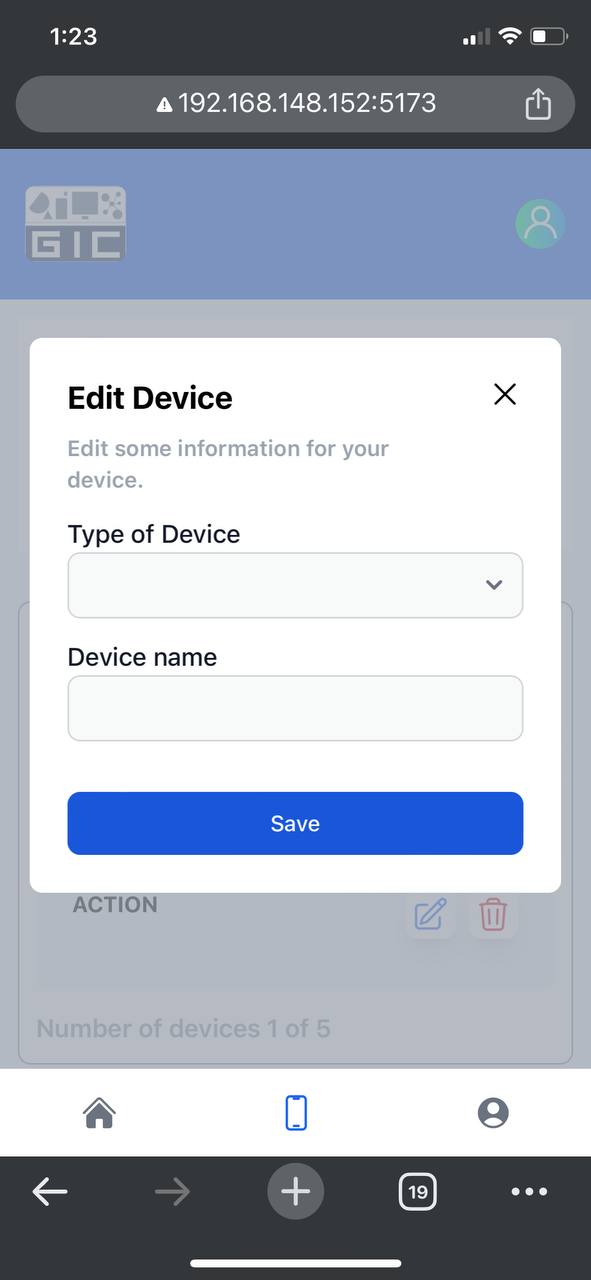 1:23
192.168.148.152:5173
GIC
Edit Device
Edit some information for your
device.
Type of Device
Device name
Save
ACTION
Number of devices 1 of 5
19